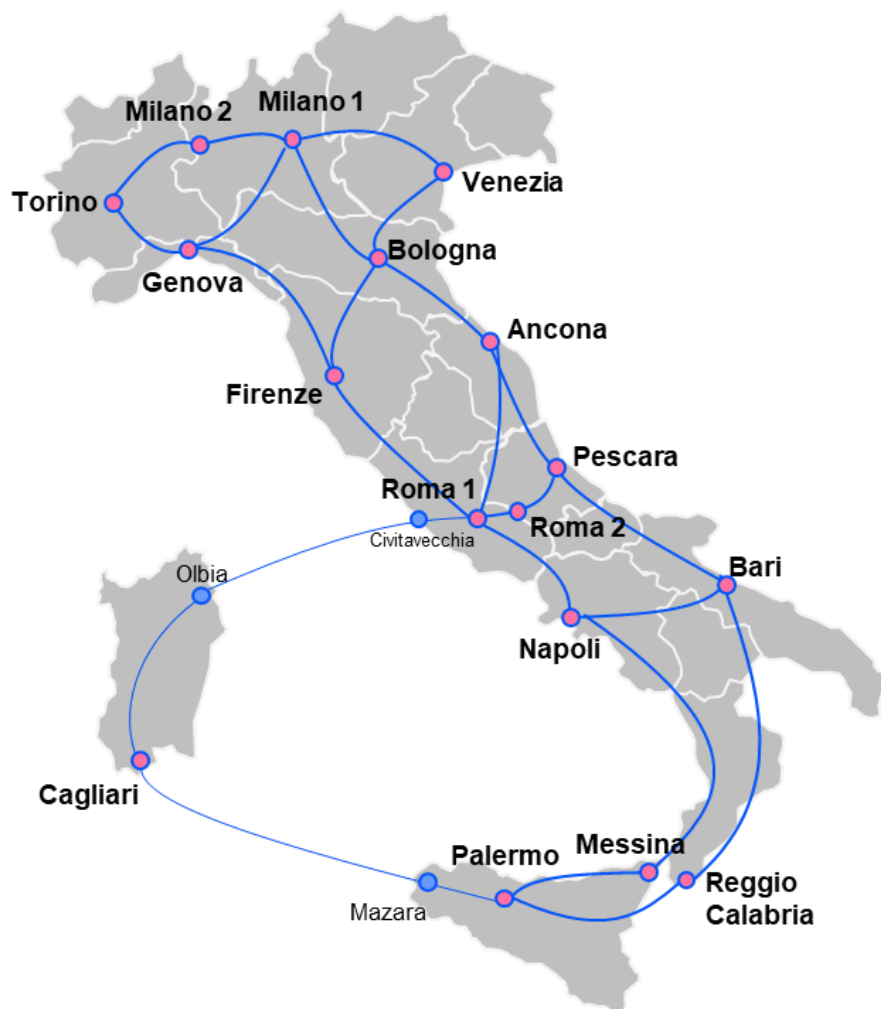 Milano 1
Milano 2
Venezia
Torino
Bologna
Genova
Ancona
Firenze
Pescara
Roma 1
Roma 2
Civitavecchia
Bari
Olbia
Napoli
Cagliari
Messina
Palermo
Reggio
Calabria
Mazara